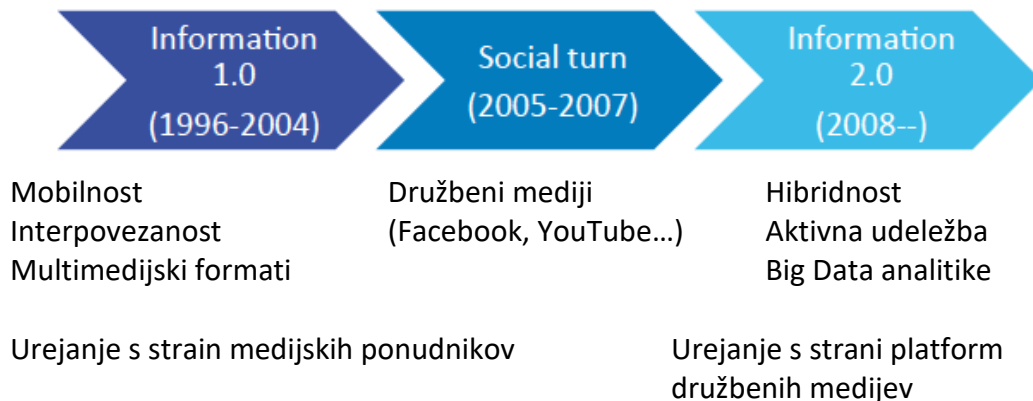 Information
1.0
(1996-2004)
Social turn
(2005-2007)
Information
2.0
(2008--)
Mobilnost
Interpovezanost
Multimedijski formati
Družbeni mediji
(Facebook, YouTube…)
Hibridnost
Aktivna udeležba
Big Data analitike
Urejanje s strain medijskih ponudnikov
Urejanje s strani platform
družbenih medijev